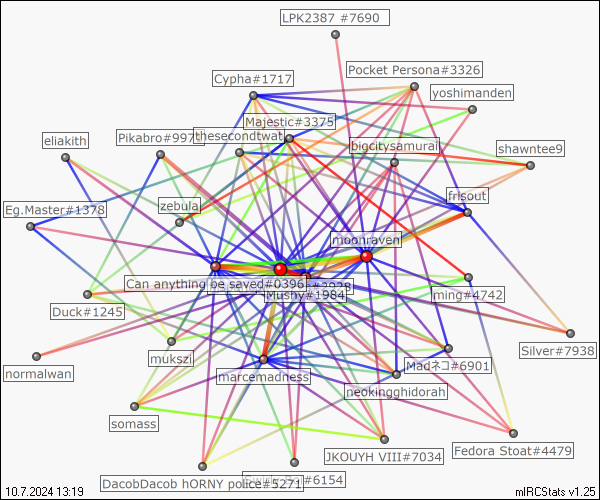 LPK2387 #7690
Pocket Persona#3326
Cypha#1717
yoshimanden
Majestic#3375
thesecondtwat
Pikabro#9971
eliakith
bigcitysamurai
shawntee9
frisout
zebula
Eg.Master#1378
moonraven
Can anything be saved#0396
Mushy#1984
ming#4742
Duck#1245
Silver#7938
mukszi
normalwan
marcemadness
Madネコ#6901
neokingghidorah
somass
JKOUYH VIII#7034
Fedora Stoat#4479
DacobDacob hORNY police#5271
#6154
10.7.2024 13:19
mIRCStats v1.25